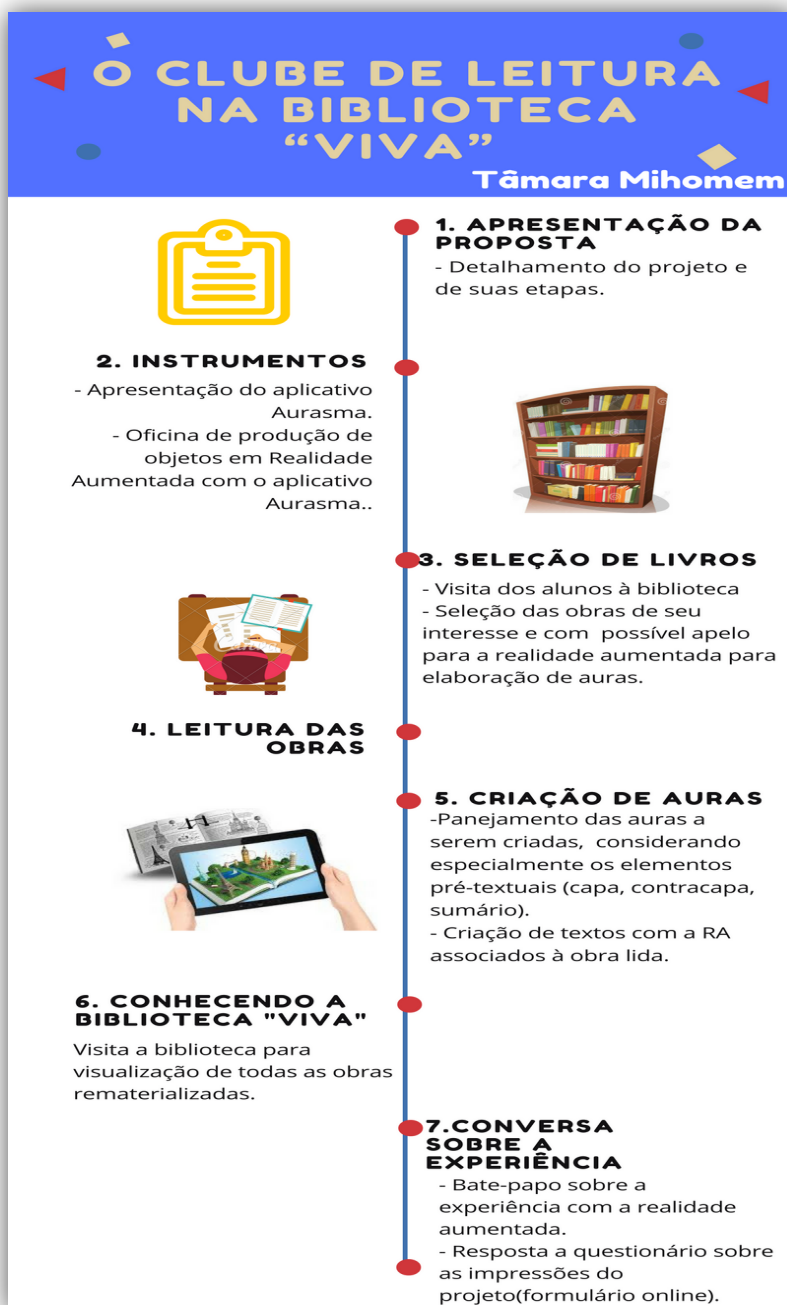 O CLUBE DE LEITURA
NA BIBLIOTECA
“VIVA”
Tâmara Mihomem
1. APRESENTAÇÃO DA
PROPOSTA
- Detalhamento do projeto e
de suas etapas.
2. INSTRUMENTOS
- Apresentação do aplicativo
Aurasma.
- Oficina de produção de
objetos em Realidade
Aumentada com o aplicativo
Aurasma..
3. SELEÇÃO DE LIVROS
- Visita dos alunos à biblioteca
- Seleção das obras de seu
interesse e com  possível apelo
para a realidade aumentada para
elaboração de auras.
4. LEITURA DAS
OBRAS
5. CRIAÇÃO DE AURAS
-Panejamento das auras a
serem criadas,  considerando
especialmente os elementos
pré-textuais (capa, contracapa,
sumário).
- Criação de textos com a RA
associados à obra lida.
6. CONHECENDO A
BIBLIOTECA "VIVA"
Visita a biblioteca para
visualização de todas as obras
rematerializadas.
7.CONVERSA
SOBRE A
EXPERIÊNCIA
- Bate-papo sobre a
experiência com a realidade
aumentada.
- Resposta a questionário sobre
as impressões do
projeto(formulário online).